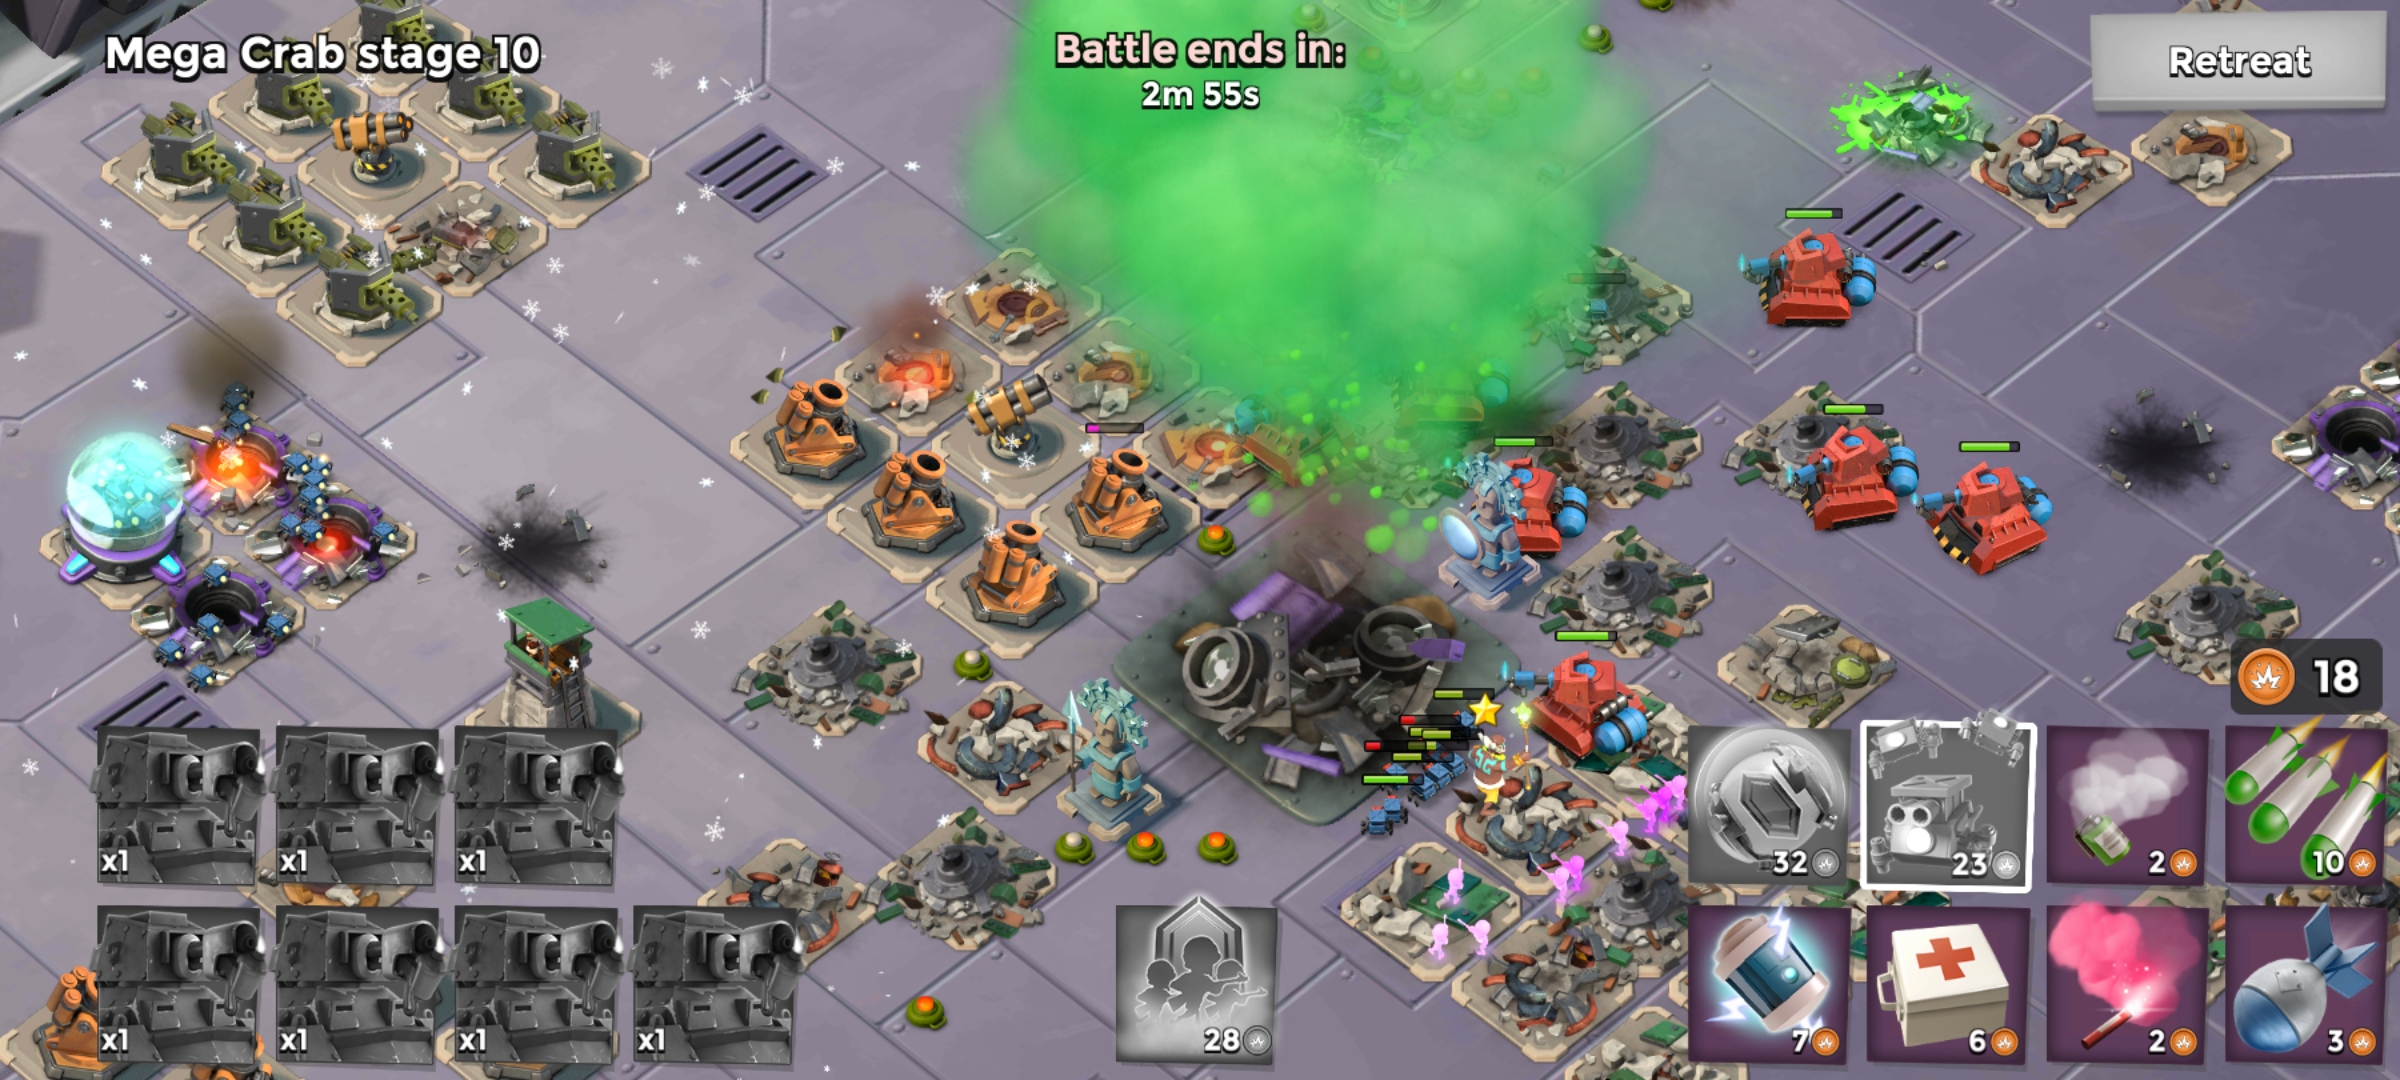 Mega Crab stage 10
Battle ends in:
2m 55s
Retreat
18
x1
x1
x1
32
23
2
10
x1
x1
x1
x1
28
7
6
2
3